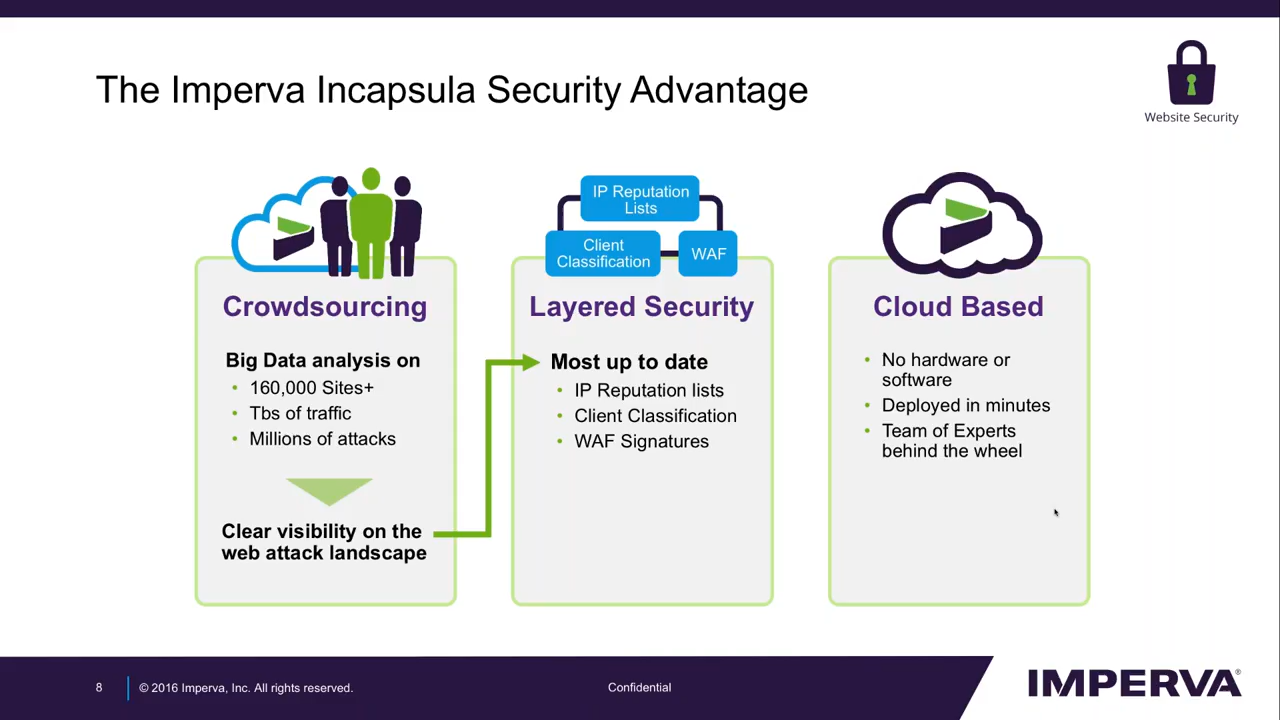 The Imperva Incapsula Security Advantage
Website Security
IP Reputation
Lists
Client
Classification
WAF
Crowdsourcing
Big Data analysis on
• 160,000 Sites+
• Tbs of traffic
• Millions of attacks
Clear visibility on the
web attack landscape
Layered Security
Most up to date
• IP Reputation lists
• Client Classification
• WAF Signatures
Cloud Based
• No hardware or
software
• Deployed in minutes
• Team of Experts
behind the wheel
8
© 2016 Imperva, Inc. All rights reserved.
Confidential
IMPERVA®